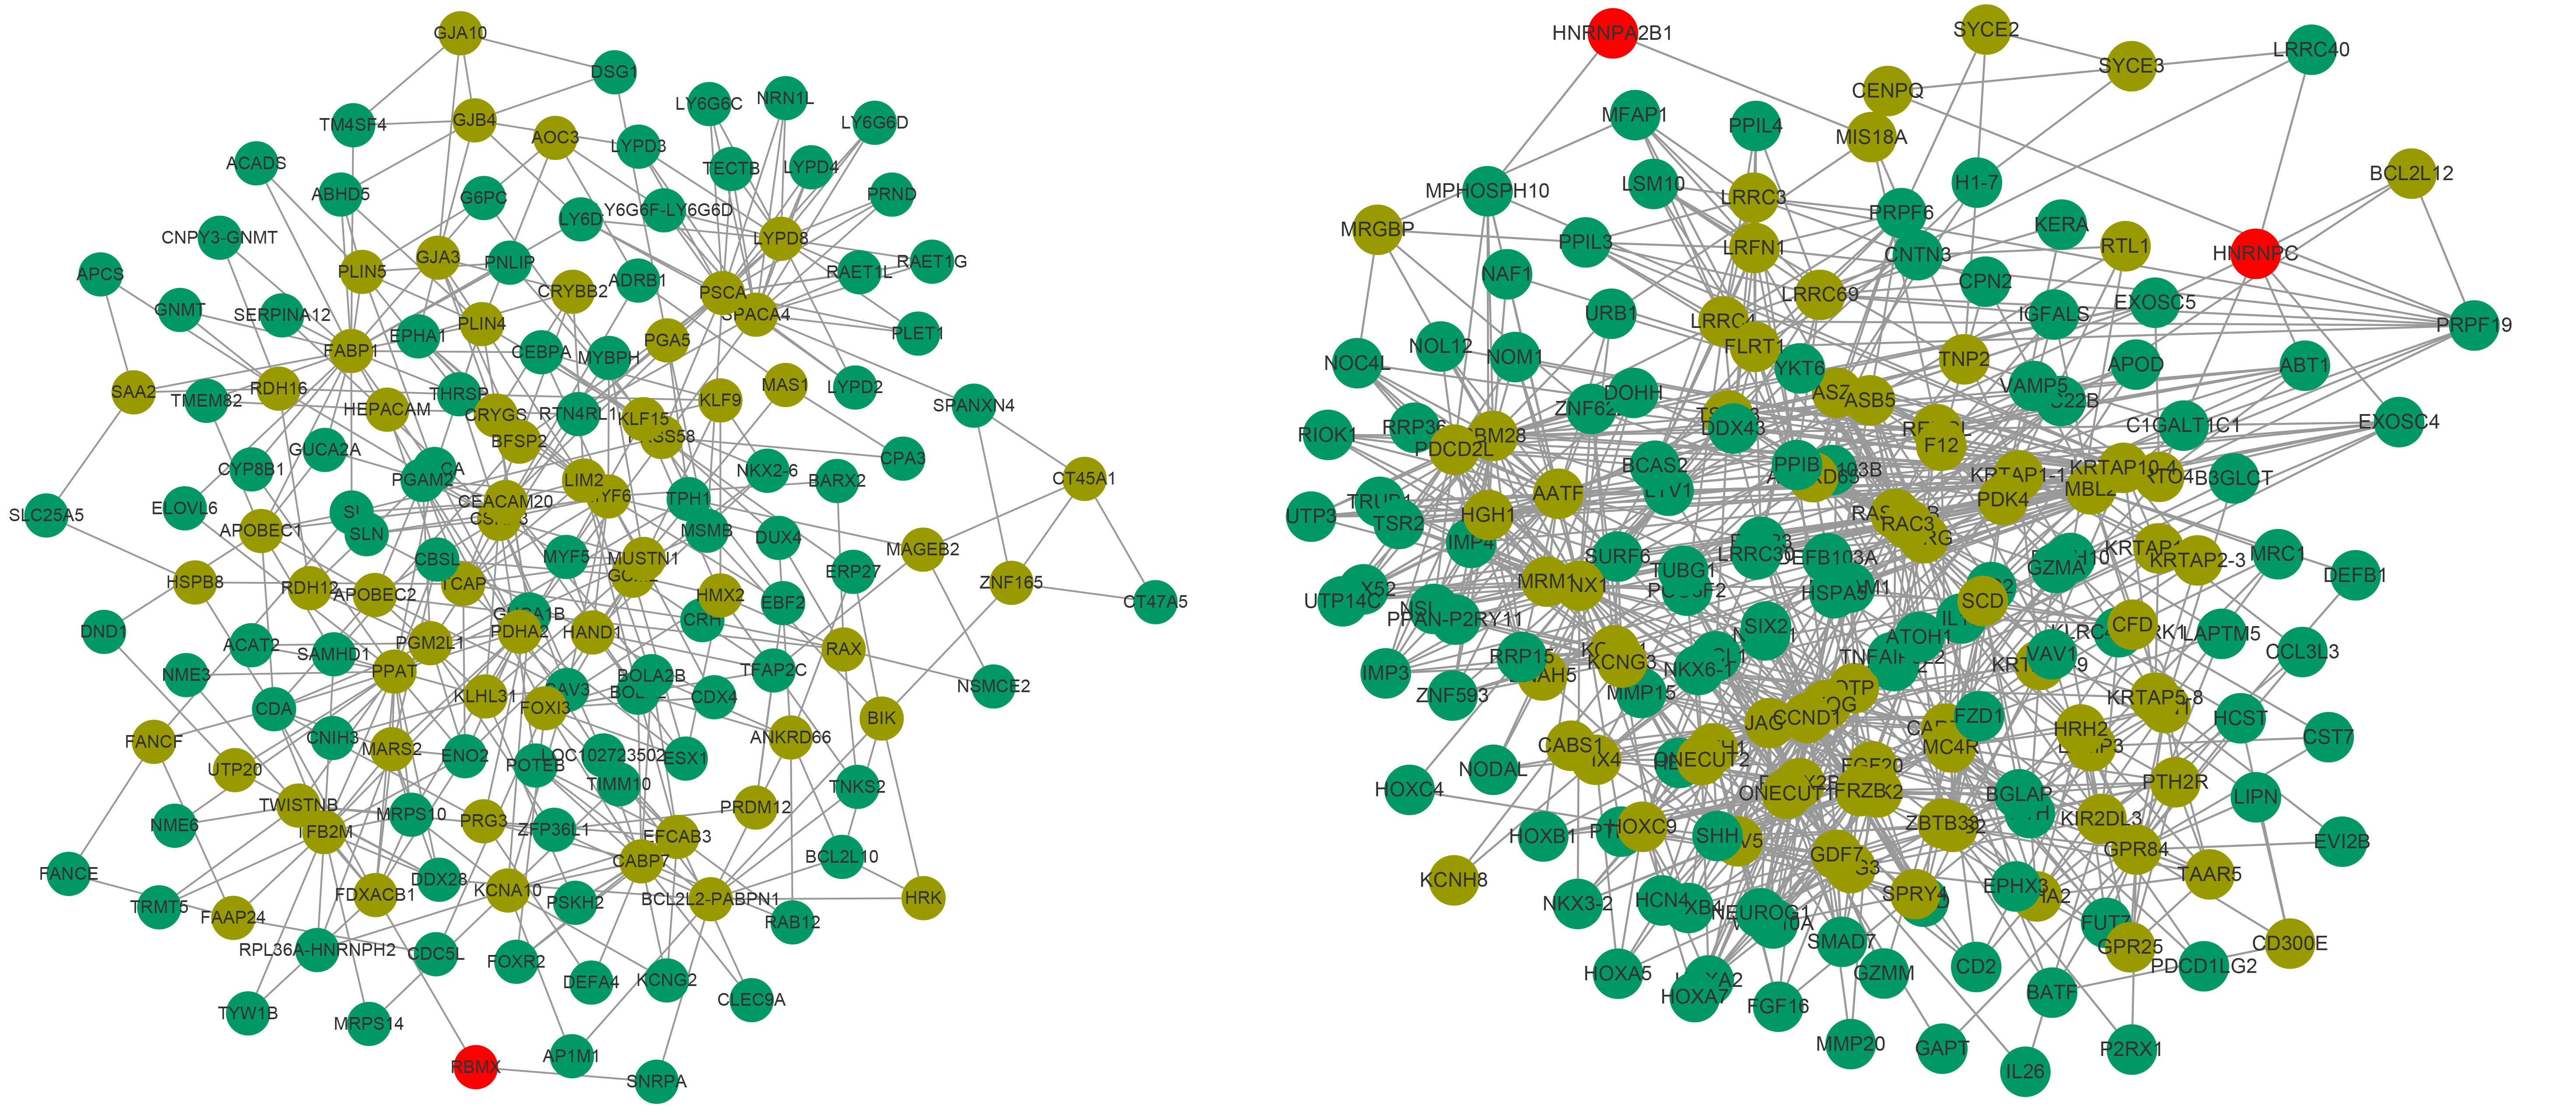 GJA10
DSG1
LY6G6C
NRN1L
LY6G6D
TM4SF4
GJB4
AOC3
LYPD3
TECTB
LYPD4
ACADS
ABHD5
G6PC
LY6D
Y6G6F-LY6G6D
PRND
LYPD8
CNPY3-GNMT
APCS
PLIN5
GJA3
PNLIP
CRYBB2
ADRB1
PSCA
SPACA4
RAET1L
RAET1G
GNMT
SERPINA12
PLIN4
EPHA1
FABP1
CEBPA
MYBPH
PGA5
PLET1
SAA2
TMEM82
RDH16
HEPACAM
THRSP
CRYGS
RTN4RL1
KLF15
KLF9
MAS1
LYPD2
SPANXN4
BFSP2
GUCA2A
CYP8B1
PGAM2
LIM2
NKX2-6
BARX2
CPA3
CT45A1
SLC25A5
ELOVL6
APOBEC1
SLN
CEACAM20
TPH1
MSMB
DUX4
MAGEB2
HSPB8
RDH12
APOBEC2
CBSL
TCAP
MYF5
MUSTN1
HMX2
EBF2
ERP27
ZNF165
CT47A5
DND1
ACAT2
SAMHD1
PGM2L1
PDHA2
HAND1
CRH
RAX
NME3
PPAT
KLHL31
FOXI3
BOLA2B
CDX4
TFAP2C
NSMCE2
CDA
CNIH3
MARS2
ENO2
POTEB
LOC102723502
ESX1
ANKRD66
BIK
FANCF
UTP20
TIMM10
TNKS2
TWISTNB
TFB2M
MRPS10
PRG3
ZFP36L1
EFCAB3
PRDM12
NME6
CABP7
BCL2L10
FANCE
TRMT5
FAAP24
FDXACB1
DDX28
KCNA10
PSKH2
BCL2L2-PABPN1
RAB12
HRK
RPL36A-HNRNPH2
CDC5L
FOXR2
DEFA4
KCNG2
CLEC9A
TYW1B
MRPS14
RBMX
AP1M1
SNRPA
HNRNPA2B1
SYCE2
SYCE3
LRRC40
CENPQ
MFAP1
PPIL4
MIS18A
BCL2L12
MPHOSPH10
LSM10
LRRC3
PRPF6
H1-7
KERA
MRGBP
PPIL3
LRFN1
CNTN3
RTL1
HNRNPC
NAF1
LRRC69
CPN2
IGFALS
EXOSC5
URB1
LRRC4
FLRT1
PRPF19
NOC4L
NOL12
NOM1
YKT6
TNP2
VAMP5
APOD
ABT1
DOHH
ASB5
RIOK1
RRP36
DDX43
F12
C1GALT1C1
EXOSC4
PDCD2L
BCAS2
PPIB
KRTAP10-4
B3GLCT
UTP3
TSR2
HGH1
AATF
PDK4
MBL2
RAC3
IMP4
SURF6
LRRC30
TUBG1
KRTAP2-3
MRC1
DEFB1
UTP14C
MRM1
HSPA5
GZMA
SCD
PPAN-P2RY11
SIX2
ATOH1
CFD
LAPTM5
IMP3
RRP15
KCNG3
NKX6-1
VAV1
CCL3L3
ZNF593
MMP15
KRTAP5-8
HCST
CABS1
CCND1
FZD1
HRH2
MC4R
CST7
NODAL
ONECUT2
HOXC4
FGF20
PTH2R
LIPN
FRZB
BGLAP
HOXB1
HOXC9
SHH
ZBTB38
KIR2DL3
EVI2B
GDF7
GPR84
KCNH8
SPRY4
EPHX3
TAAR5
NKX3-2
HCN4
NEUROG1
FUT7
GPR25
CD300E
SMAD7
HOXA5
HOXA7
GZMM
CD2
PDCD1LG2
FGF16
BATF
MMP20
GAPT
P2RX1
IL26